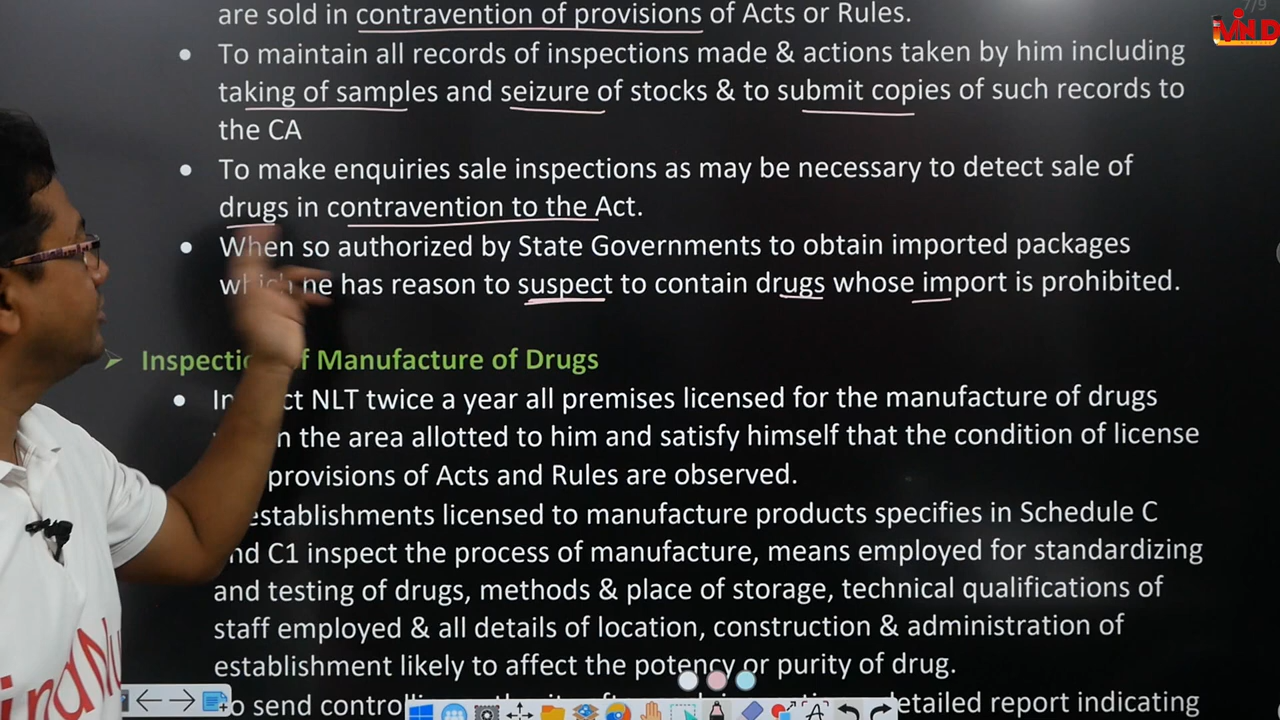 are sold in contravention of provisions of Acts or Rules.
7/9
• To maintain all records of inspections made & actions taken by him including
taking of samples and seizure of stocks & to submit copies of such records to
the CA
• To make enquiries sale inspections as may be necessary to detect sale of
drugs in contravention to the Act.
• When so authorized by State Governments to obtain imported packages
he has reason to suspect to contain drugs whose import is prohibited.
➢ Inspecti f Manufacture of Drugs
• In ct NLT twice a year all premises licensed for the manufacture of drugs
n the area allotted to him and satisfy himself that the condition of license
provisions of Acts and Rules are observed.
establishments licensed to manufacture products specifies in Schedule C
nd C1 inspect the process of manufacture, means employed for standardizing
and testing of drugs, methods & place of storage, technical qualifications of
staff employed & all details of location, construction & administration of
establishment likely to affect the potency or purity of drug.
o send etailed report indicating